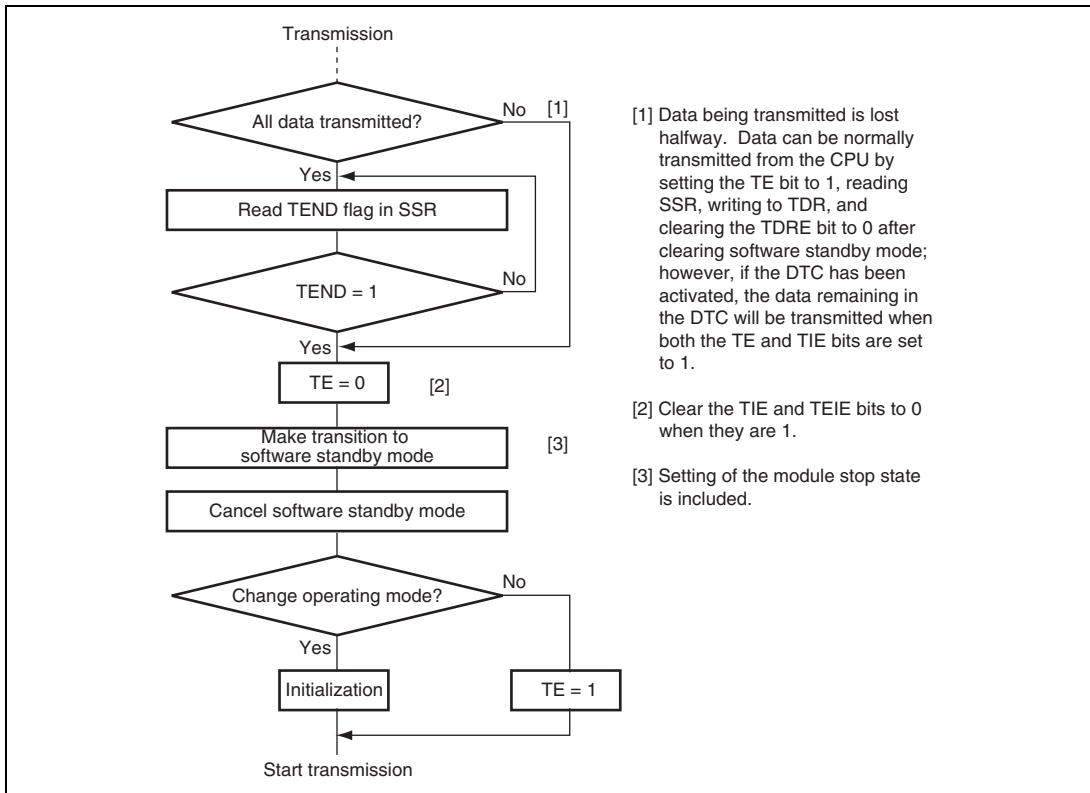 Transmission
All data transmitted?
No
[1]
Yes
Read TEND flag in SSR
TEND = 1
No
Yes
TE = 0
[2]
Make transition to
software standby mode
[3]
Cancel software standby mode
Change operating mode?
No
Yes
Initialization
TE = 1
Start transmission
[1] Data being transmitted is lost
halfway. Data can be normally
transmitted from the CPU by
setting the TE bit to 1, reading
SSR, writing to TDR, and
clearing the TDRE bit to 0 after
clearing software standby mode;
however, if the DTC has been
activated, the data remaining in
the DTC will be transmitted when
both the TE and TIE bits are set
to 1.
[2] Clear the TIE and TEIE bits to 0
when they are 1.
[3] Setting of the module stop state
is included.